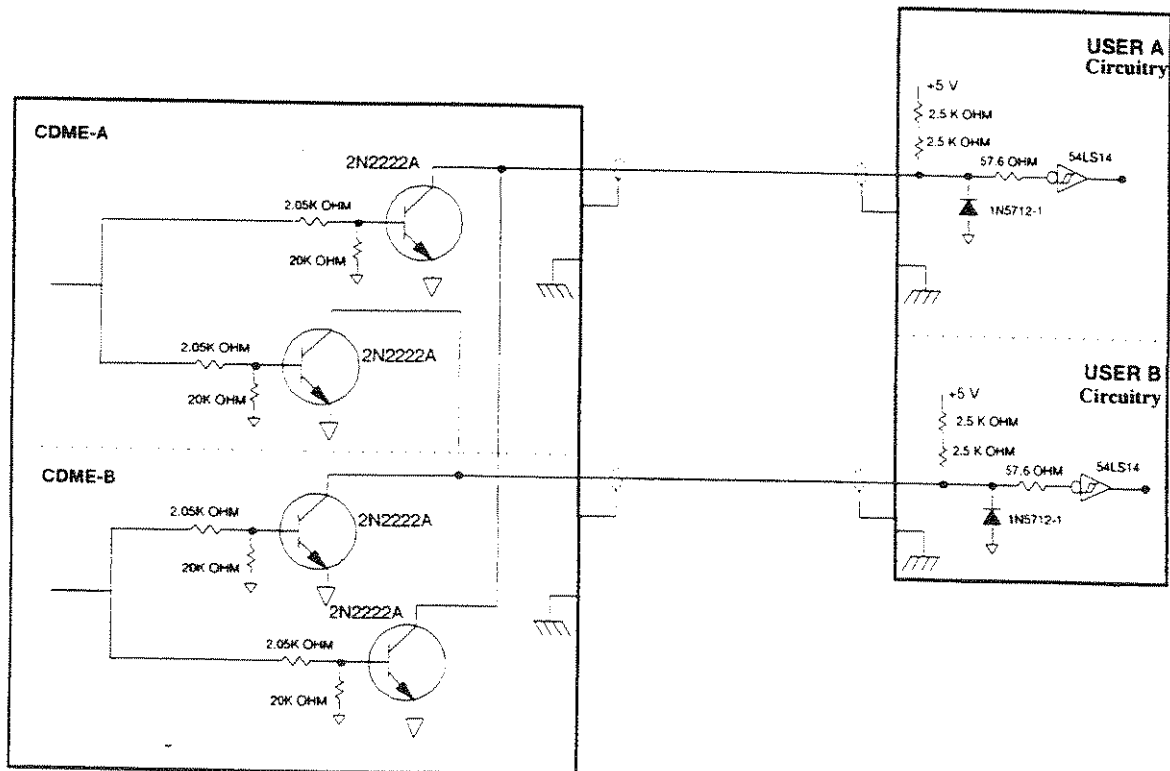 CDME-A
2N2222A
2.05K OHM
20K OHM
2N2222A
2.05K OHM
20K OHM
CDME-B
2N2222A
2.05K OHM
20K OHM
2N2222A
2.05K OHM
20K OHM
USER A
Circuitry
+5 V
2.5 K OHM
2.5 K OHM
57.6 OHM
54LS14
1N5712-1
USER B
Circuitry
+5 V
2.5 K OHM
2.5 K OHM
57.6 OHM
54LS14
1N5712-1